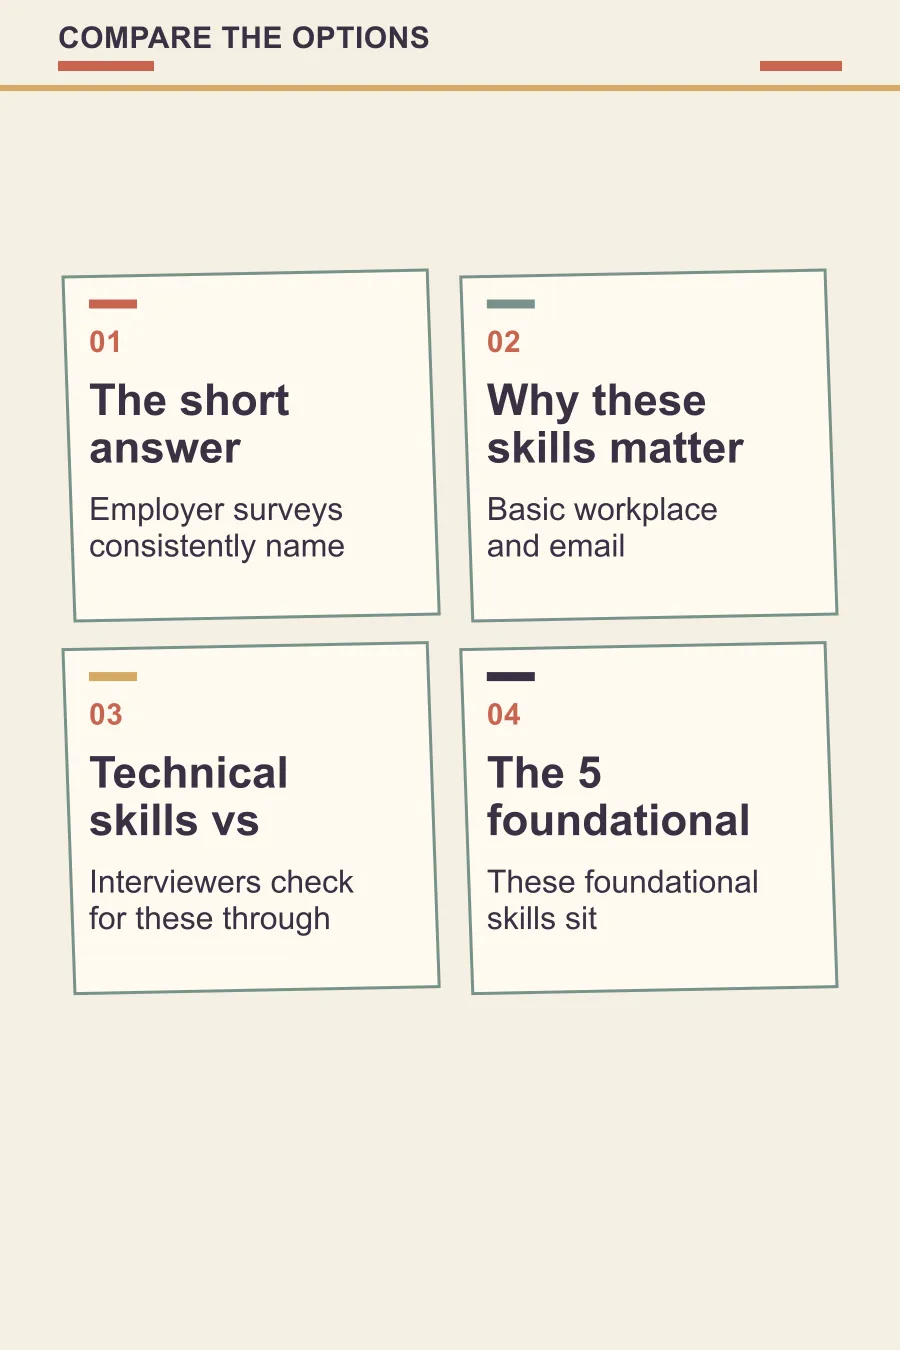 COMPARE THE OPTIONS
01
The short
answer
Employer surveys
consistently name
02
Why these
skills matter
Basic workplace
and email
03
Technical
skills vs
Interviewers check
for these through
04
The 5
foundational
These foundational
skills sit